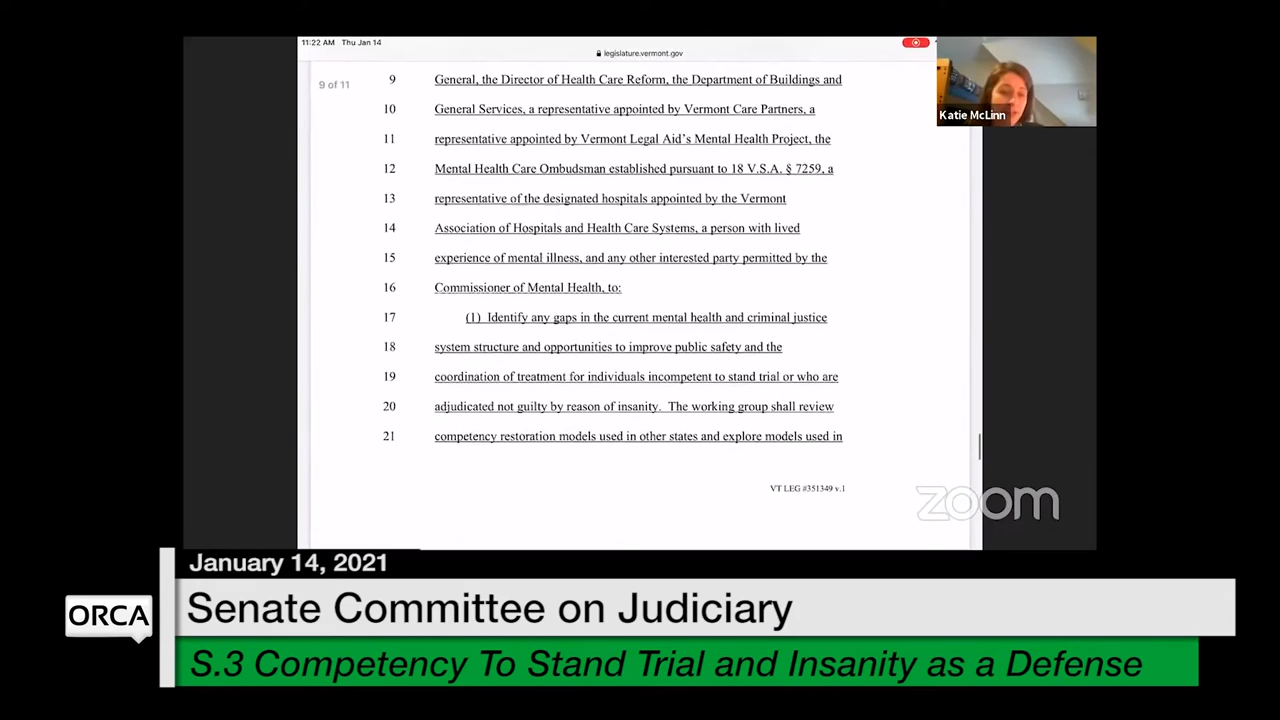 11:22 AM Thu Jan 14
legislature.vermont.gov
9 of 11
9 General, the Director of Health Care Reform, the Department of Buildings and
10 General Services, a representative appointed by Vermont Care Partners, a
11 representative appointed by Vermont Legal Aid's Mental Health Project, the
12 Mental Health Care Ombudsman established pursuant to 18 V.S.A. § 7259, a
13 representative of the designated hospitals appointed by the Vermont
14 Association of Hospitals and Health Care Systems, a person with lived
15 experience of mental illness, and any other interested party permitted by the
16 Commissioner of Mental Health, to:
17 (1) Identify any gaps in the current mental health and criminal justice
18 system structure and opportunities to improve public safety and the
19 coordination of treatment for individuals incompetent to stand trial or who are
20 adjudicated not guilty by reason of insanity. The working group shall review
21 competency restoration models used in other states and explore models used in
VT LEG #351349 v.1
Katie McLinn
zoom
January 14, 2021
ORCA
Senate Committee on Judiciary
S.3 Competency To Stand Trial and Insanity as a Defense